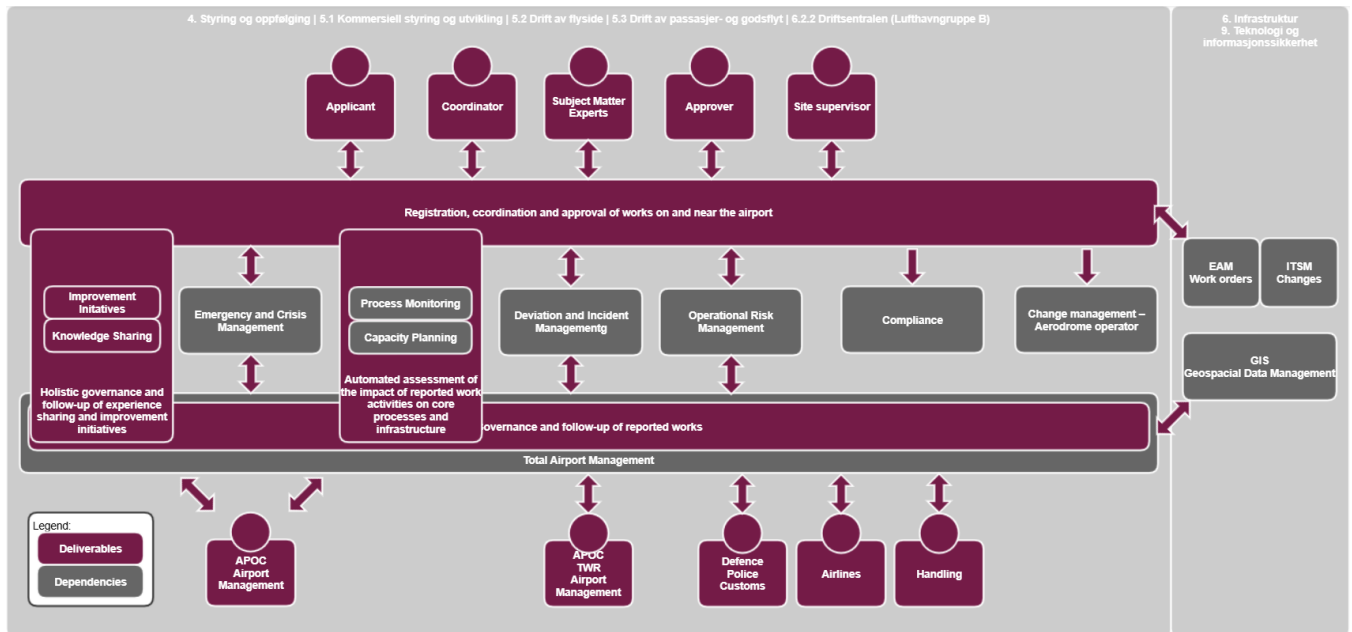 4. Styring og oppfølging | 5.1 Kommersiell styring og utvikling | 5.2 Drift av flyside | 5.3 Drift av passasjer- og godsflyt | 6.2.2 Driftsentralen (Lufthavngruppe B)
6. Infrastruktur
9. Teknologi og
informasjonssikkerhet
Applicant
Coordinator
Subject Matter
Experts
Approver
Site supervisor
Registration, ccordination and approval of works on and near the airport
EAM
Work orders
ITSM
Changes
Improvement
Initatives
Knowledge Sharing
Holistic governance and
follow-up of experience
sharing and improvement
initiatives
Emergency and Crisis
Management
Process Monitoring
Capacity Planning
Automated assessment of
the impact of reported work
activities on core
processes and
infrastructure
Deviation and Incident
Managementg
Operational Risk
Management
Compliance
Change management –
Aerodrome operator
GIS
Geospacial Data Management
overnance and follow-up of reported works
Total Airport Management
Legend:
Deliverables
Dependencies
APOC
Airport
Management
APOC
TWR
Airport
Management
Defence
Police
Customs
Airlines
Handling